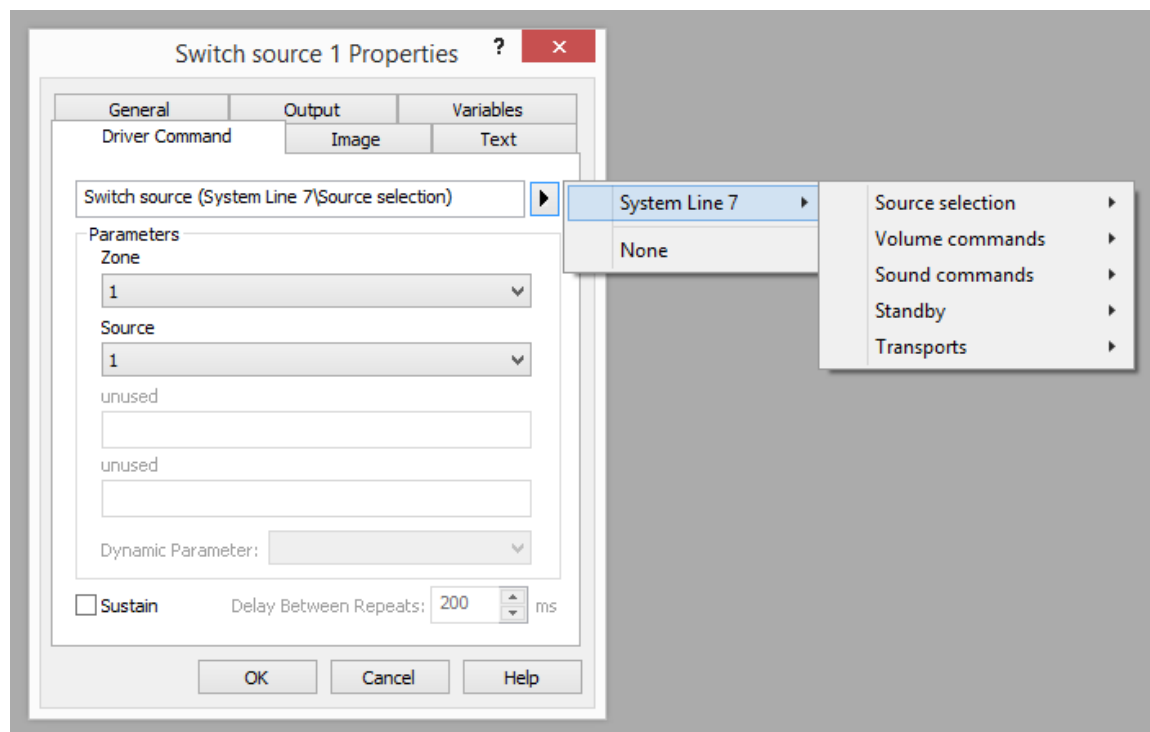 Switch source 1 Properties ? ×
General Output Variables
Driver Command Image Text
Switch source (System Line 7\Source selection)
Parameters
Zone
1
Source
1
unused
unused
Dynamic Parameter:
Sustain Delay Between Repeats: 200 ms
OK Cancel Help
System Line 7
None
Source selection
Volume commands
Sound commands
Standby
Transports